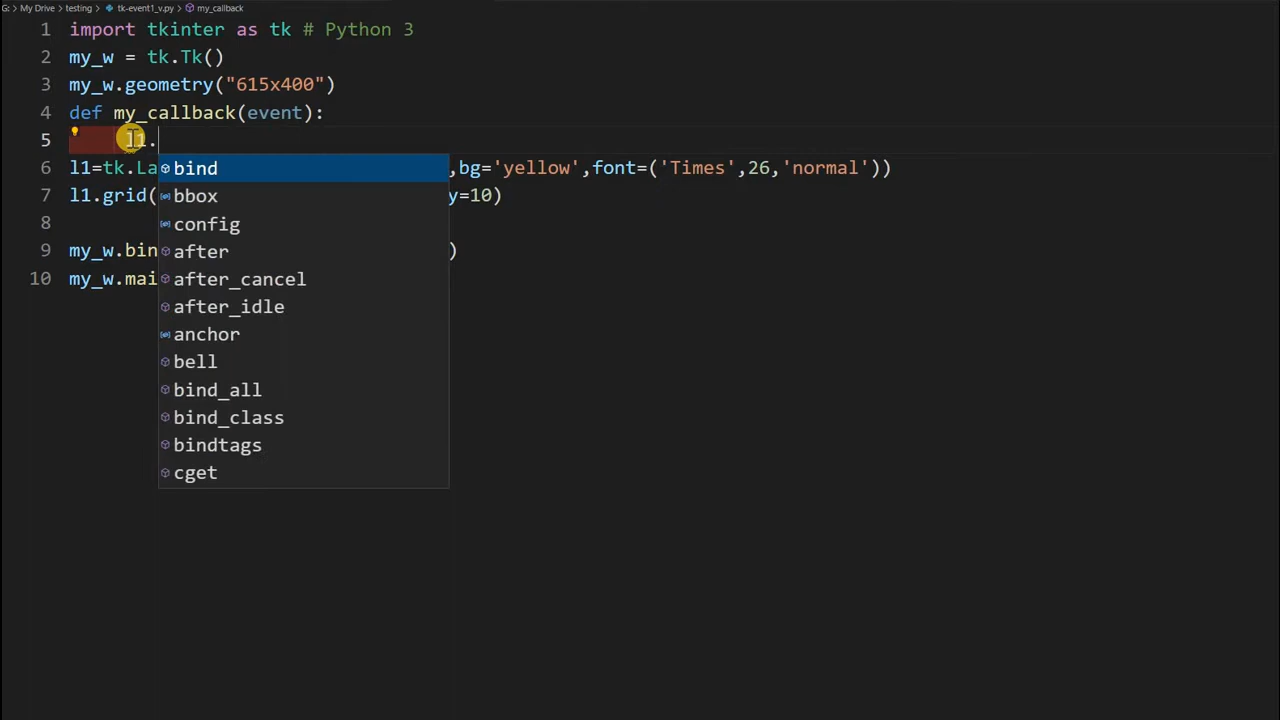 G: > My Drive > testing > tk-event1_v.py > my_callback
1 import tkinter as tk # Python 3
2 my_w = tk.Tk()
3 my_w.geometry("615x400")
4 def my_callback(event):
5 l1.
6 l1=tk.La ,bg='yellow',font=('Times',26,'normal'))
7 l1.grid( y=10)
8
9 my_w.bin )
10 my_w.mai
bind
bbox
config
after
after_cancel
after_idle
anchor
bell
bind_all
bind_class
bindtags
cget